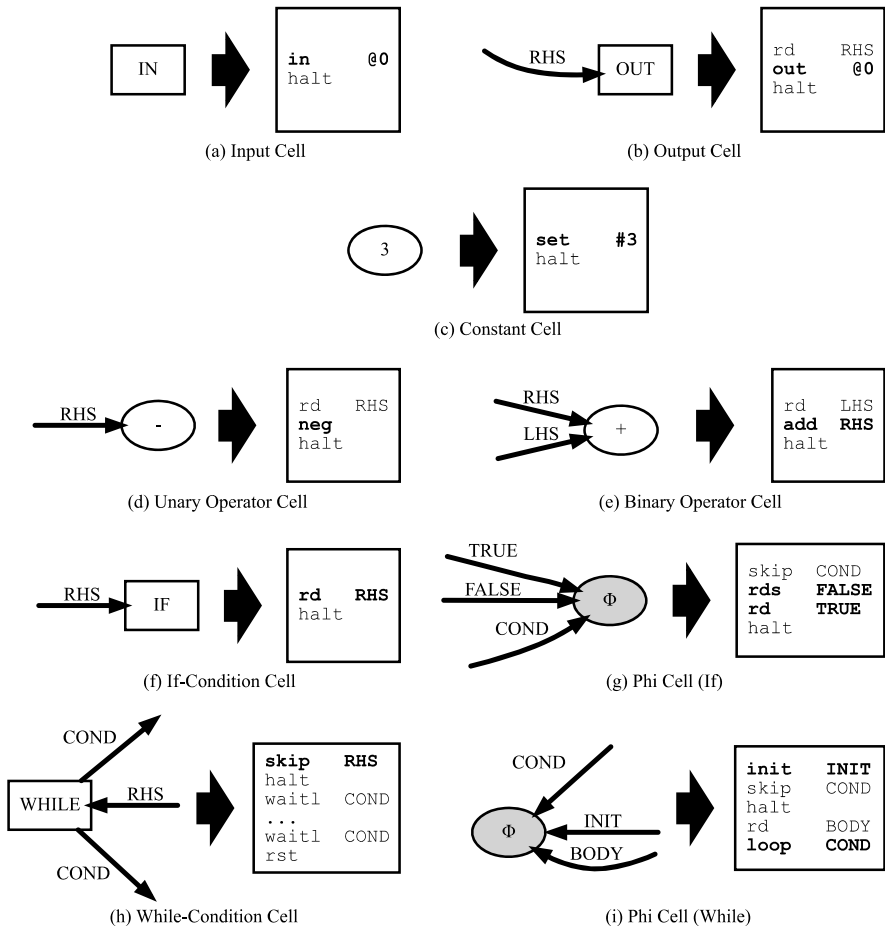 IN
in @0
halt
(a) Input Cell
RHS
OUT
rd RHS
out @0
halt
(b) Output Cell
3
set #3
halt
(c) Constant Cell
RHS
-
rd RHS
neg
halt
(d) Unary Operator Cell
RHS
LHS
+
rd LHS
add RHS
halt
(e) Binary Operator Cell
RHS
IF
rd RHS
halt
(f) If-Condition Cell
TRUE
FALSE
COND
Φ
skip COND
rds FALSE
rd TRUE
halt
(g) Phi Cell (If)
COND
WHILE
RHS
COND
skip RHS
halt
waitl COND
...
waitl COND
rst
(h) While-Condition Cell
COND
Φ
INIT
BODY
init INIT
skip COND
halt
rd BODY
loop COND
(i) Phi Cell (While)